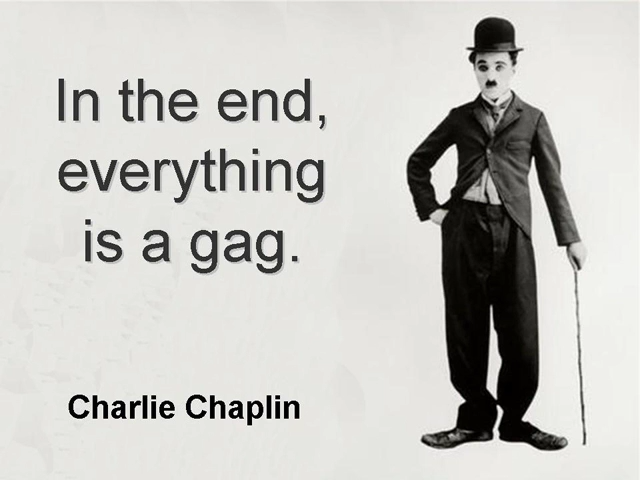 In the end,
everything
is a gag.
Charlie Chaplin